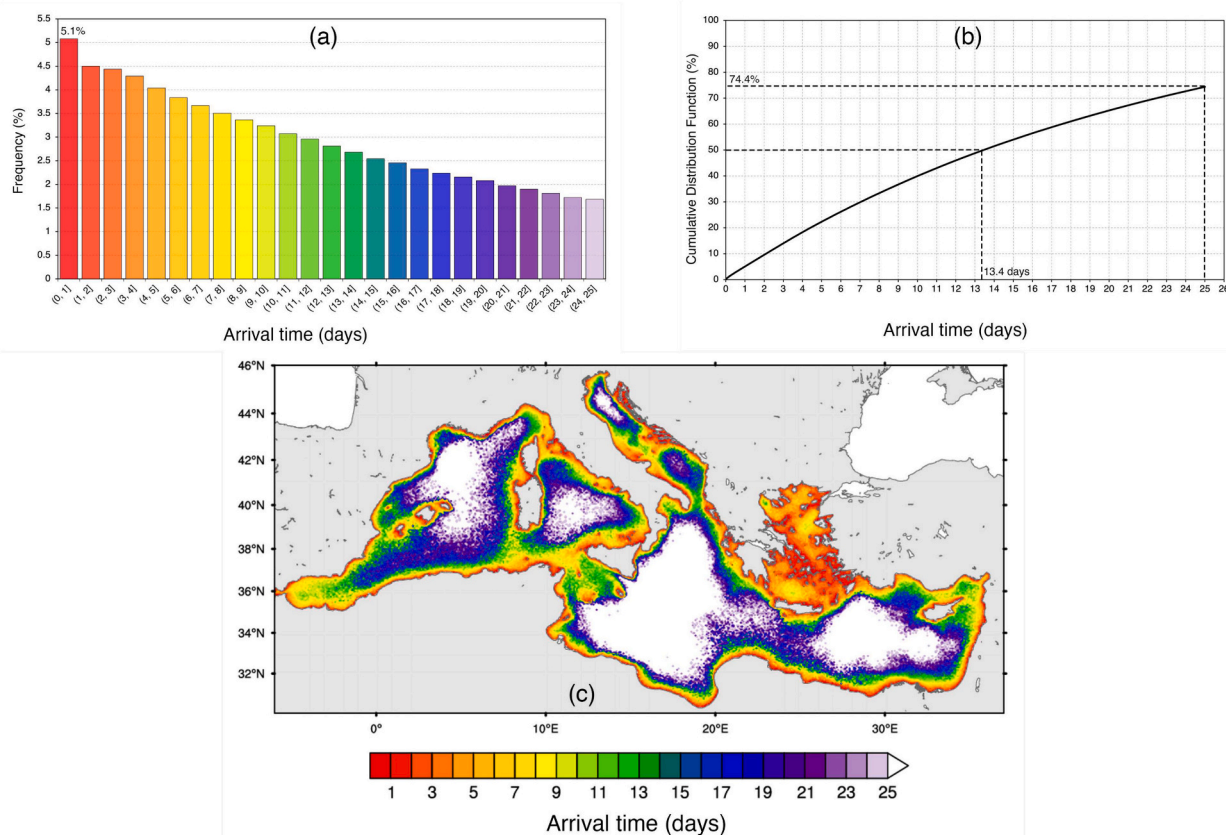 (a)
5.1%
5.5
5
4.5
4
3.5
3
2.5
2
1.5
1
0.5
0
Frequency (%)
(0, 1] (1, 2] (2, 3] (3, 4] (4, 5] (5, 6] (6, 7] (7, 8] (8, 9] (9, 10] (10, 11] (11, 12] (12, 13] (13, 14] (14, 15] (15, 16] (16, 17] (17, 18] (18, 19] (19, 20] (20, 21] (21, 22] (22, 23] (23, 24] (24, 25]
Arrival time (days)
(b)
100
90
80
74.4%
70
60
50
40
30
20
10
0
Cumulative Distribution Function (%)
13.4 days
0 1 2 3 4 5 6 7 8 9 10 11 12 13 14 15 16 17 18 19 20 21 22 23 24 25 26
Arrival time (days)
46°N
44°N
42°N
40°N
38°N
36°N
34°N
32°N
(c)
0° 10°E 20°E 30°E
1 3 5 7 9 11 13 15 17 19 21 23 25
Arrival time (days)